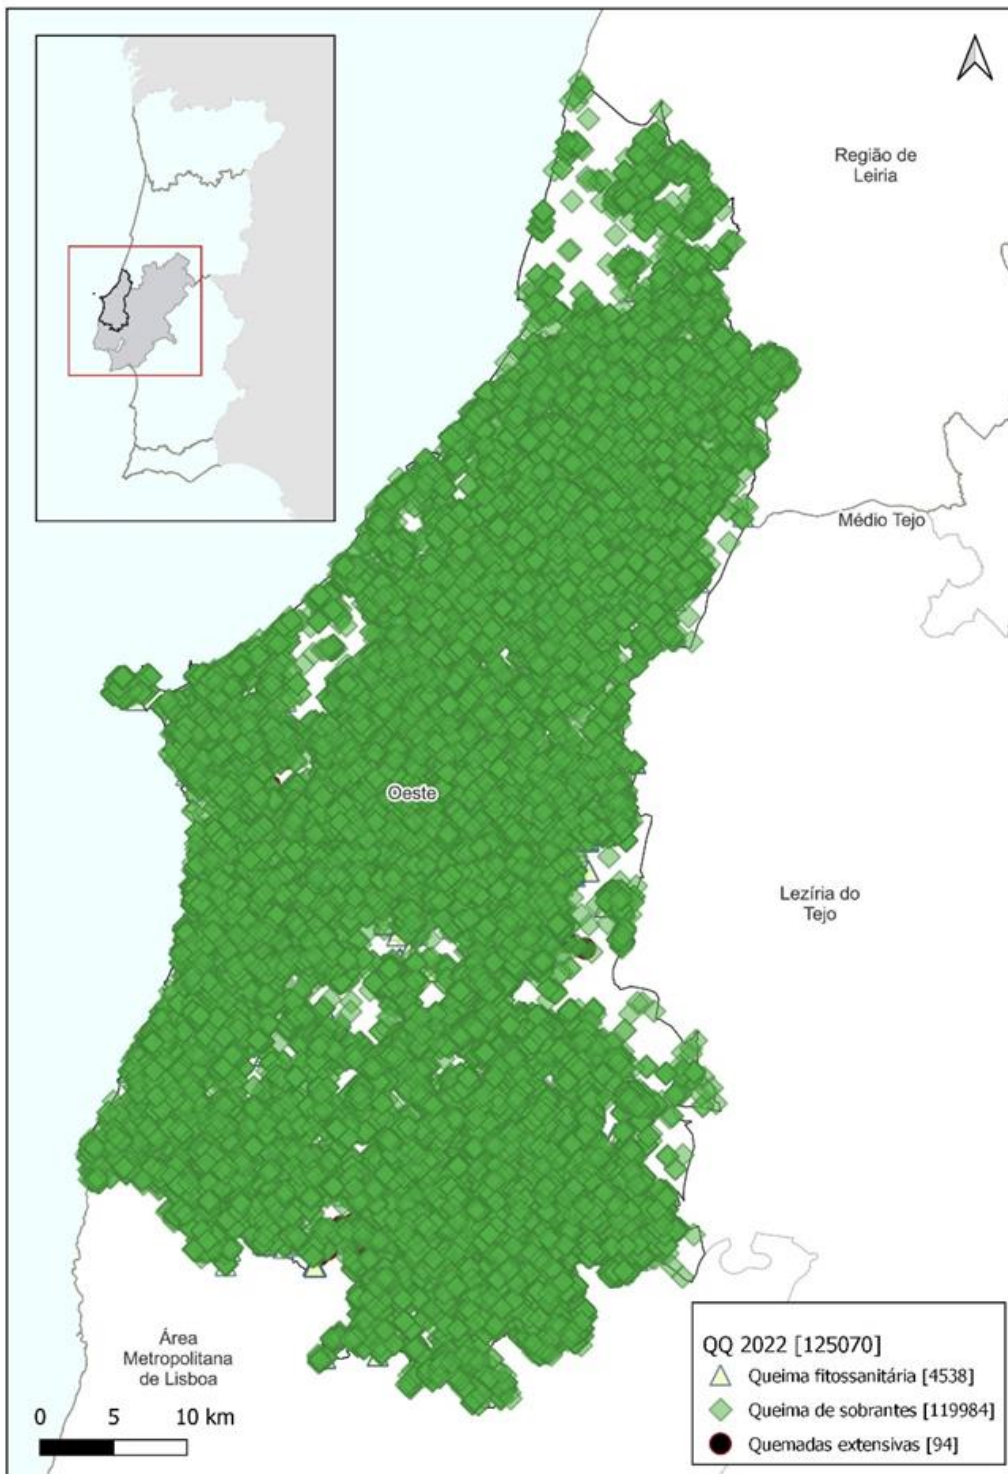 Região de
Leiria
Médio Tejo
Oeste
Lezíria do
Tejo
Área
Metropolitana
de Lisboa
0 5 10 km
QQ 2022 [125070]
Queima fitossanitária [4538]
Queima de sobrantes [119984]
Quemadas extensivas [94]